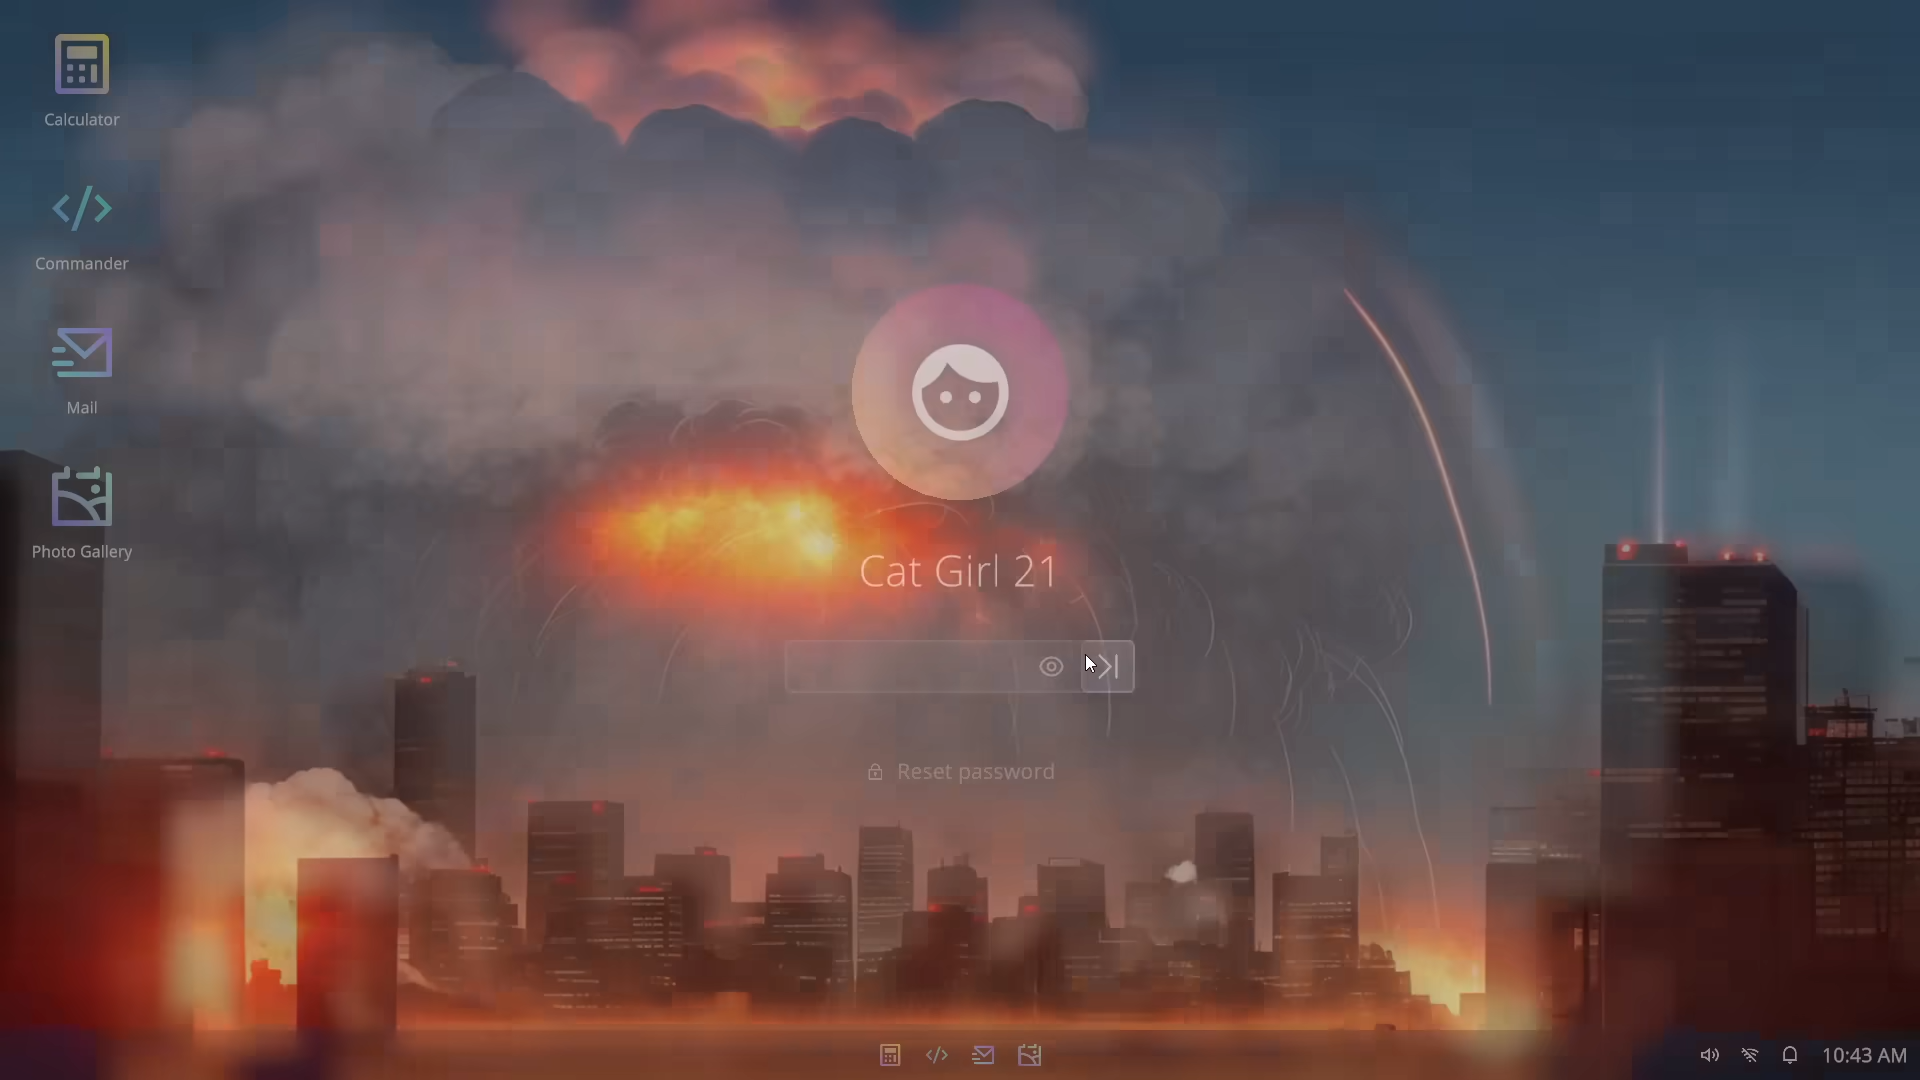 Calculator
Commander
Mail
Photo Gallery
Cat Girl 21
Reset password
10:43 AM